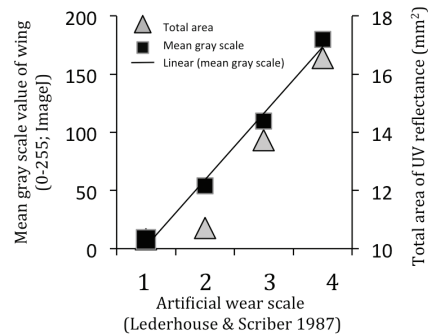 200
150
100
50
0
18
16
14
12
10
Total area
Mean gray scale
Linear (mean gray scale)
Mean gray scale value of wing
(0-255; ImageJ)
Total area of UV reflectance (mm²)
1 2 3 4
Artificial wear scale
(Lederhouse & Scriber 1987)